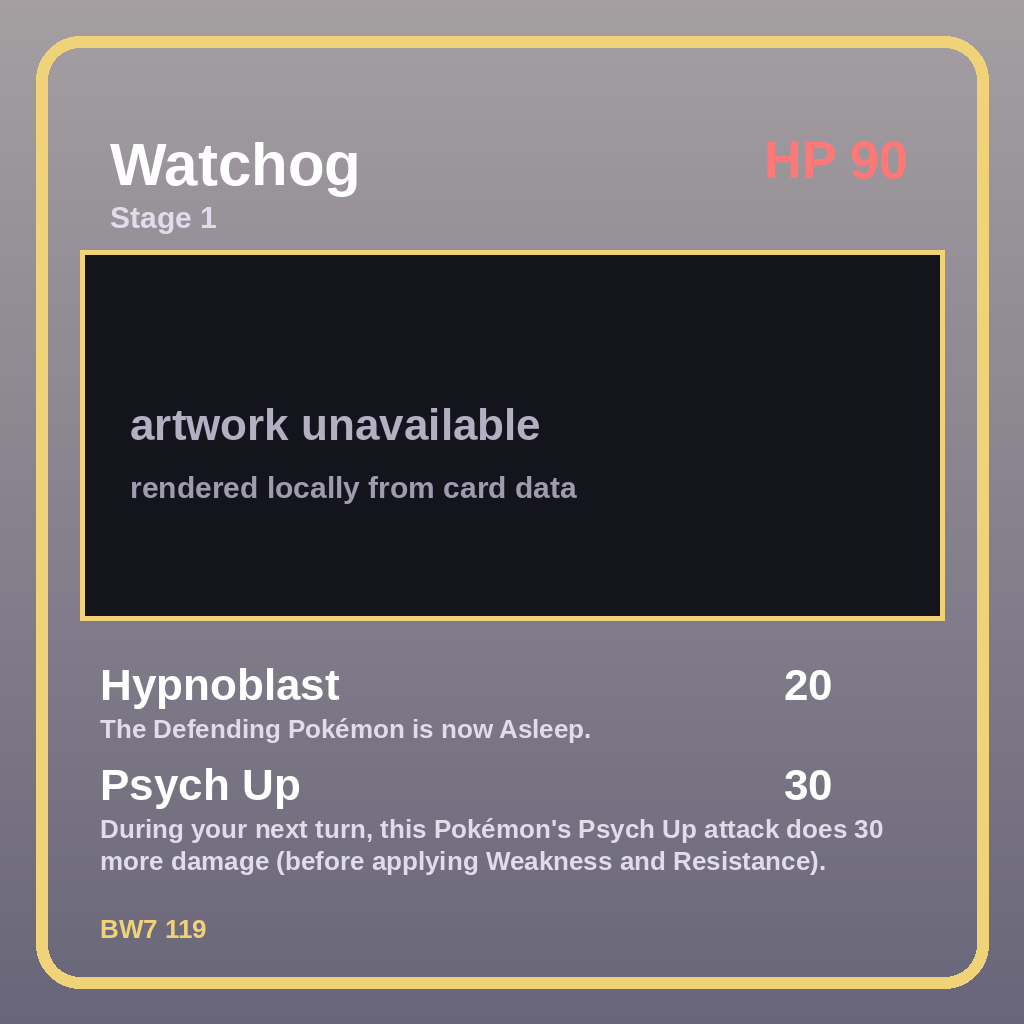 Watchog
HP 90
Stage 1
artwork unavailable
rendered locally from card data
Hypnoblast 20
The Defending Pokémon is now Asleep.
Psych Up 30
During your next turn, this Pokémon's Psych Up attack does 30
more damage (before applying Weakness and Resistance).
BW7 119